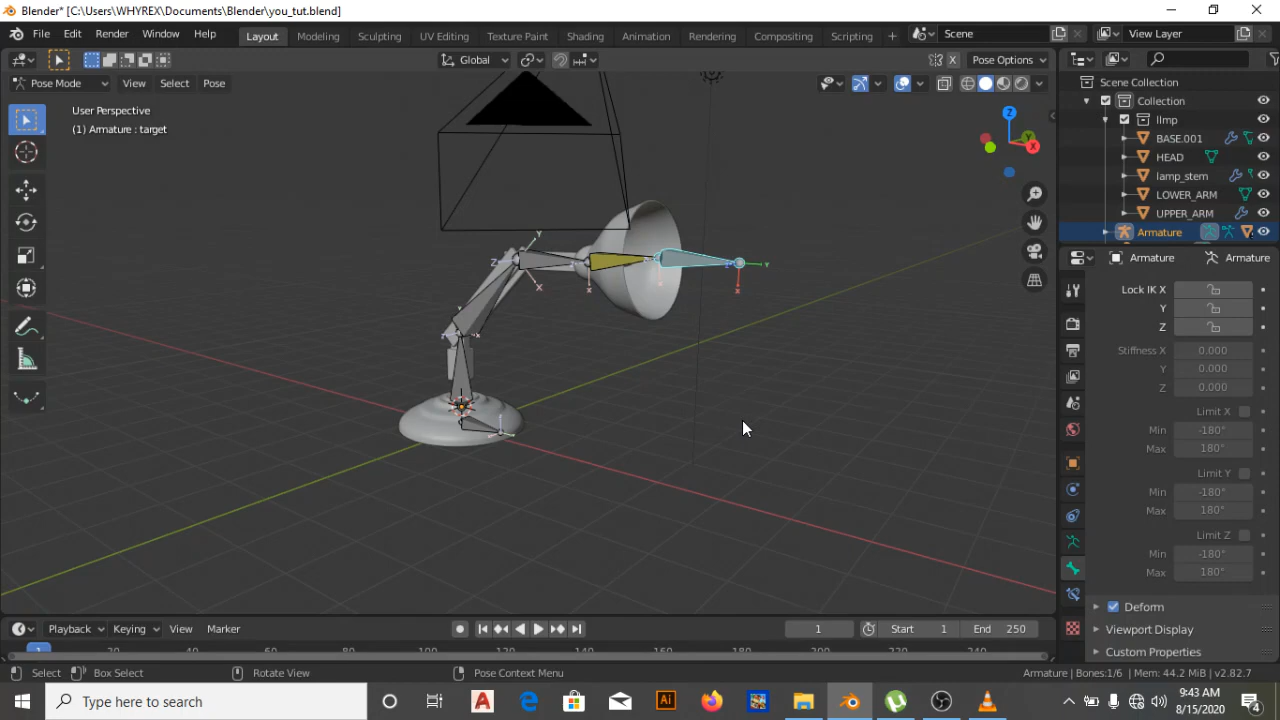 Blender* [C:\Users\WHYREX\Documents\Blender\you_tut.blend]
File Edit Render Window Help Layout Modeling Sculpting UV Editing Texture Paint Shading Animation Rendering Compositing Scripting + Scene View Layer
Global X Pose Options
Pose Mode View Select Pose
User Perspective
(1) Armature : target
Z
Y
X
Y
Z
X
X
X
X
Y
X
Scene Collection
Collection
llmp
BASE.001
HEAD
lamp_stem
LOWER_ARM
UPPER_ARM
Armature
Armature Armature
Lock IK X
Y
Z
Stiffness X 0.000
Y 0.000
Z 0.000
Limit X
Min -180°
Max 180°
Limit Y
Min -180°
Max 180°
Limit Z
Min -180°
Max 180°
Deform
Viewport Display
Custom Properties
Playback Keying View Marker 1 Start 1 End 250
1 20 40 60 80 100 120 140 160 180 200 220 240
Select Box Select Rotate View Pose Context Menu Armature | Bones:1/6 | Mem: 44.2 MiB | v2.82.7
Type here to search
9:43 AM
8/15/2020
4